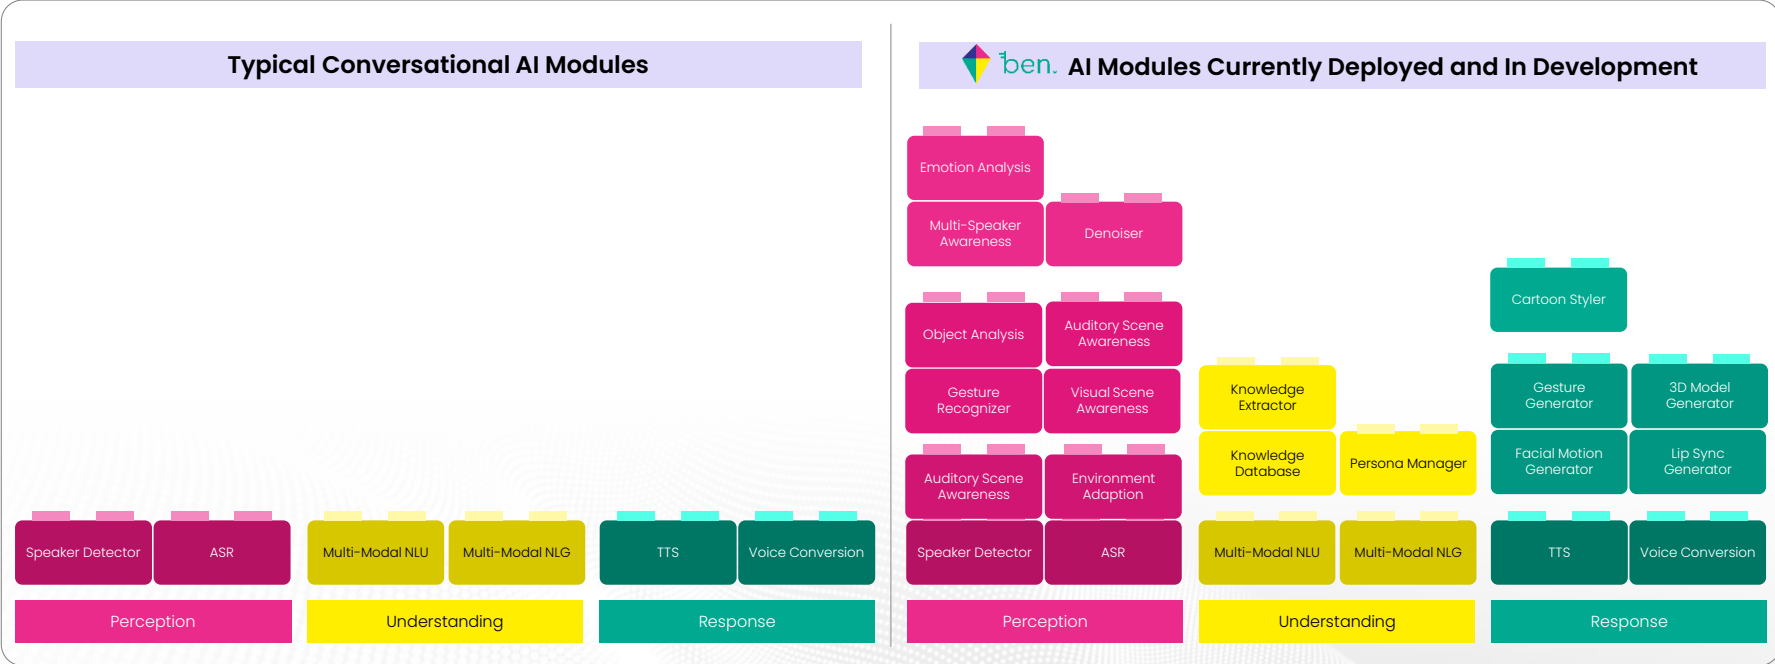 Typical Conversational AI Modules
Speaker Detector
ASR
Multi-Modal NLU
Multi-Modal NLG
TTS
Voice Conversion
Perception
Understanding
Response
ben. AI Modules Currently Deployed and In Development
Emotion Analysis
Multi-Speaker
Awareness
Denoiser
Object Analysis
Auditory Scene
Awareness
Gesture
Recognizer
Visual Scene
Awareness
Auditory Scene
Awareness
Environment
Adaption
Speaker Detector
ASR
Perception
Knowledge
Extractor
Knowledge
Database
Persona Manager
Multi-Modal NLU
Multi-Modal NLG
Understanding
Cartoon Styler
Gesture
Generator
3D Model
Generator
Facial Motion
Generator
Lip Sync
Generator
TTS
Voice Conversion
Response